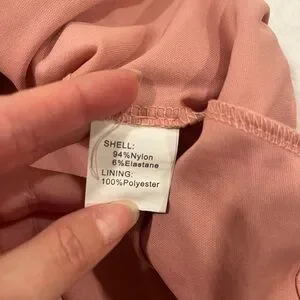 SHELL:
94%Nylon
6%Elastane
LINING:
100%Polyester